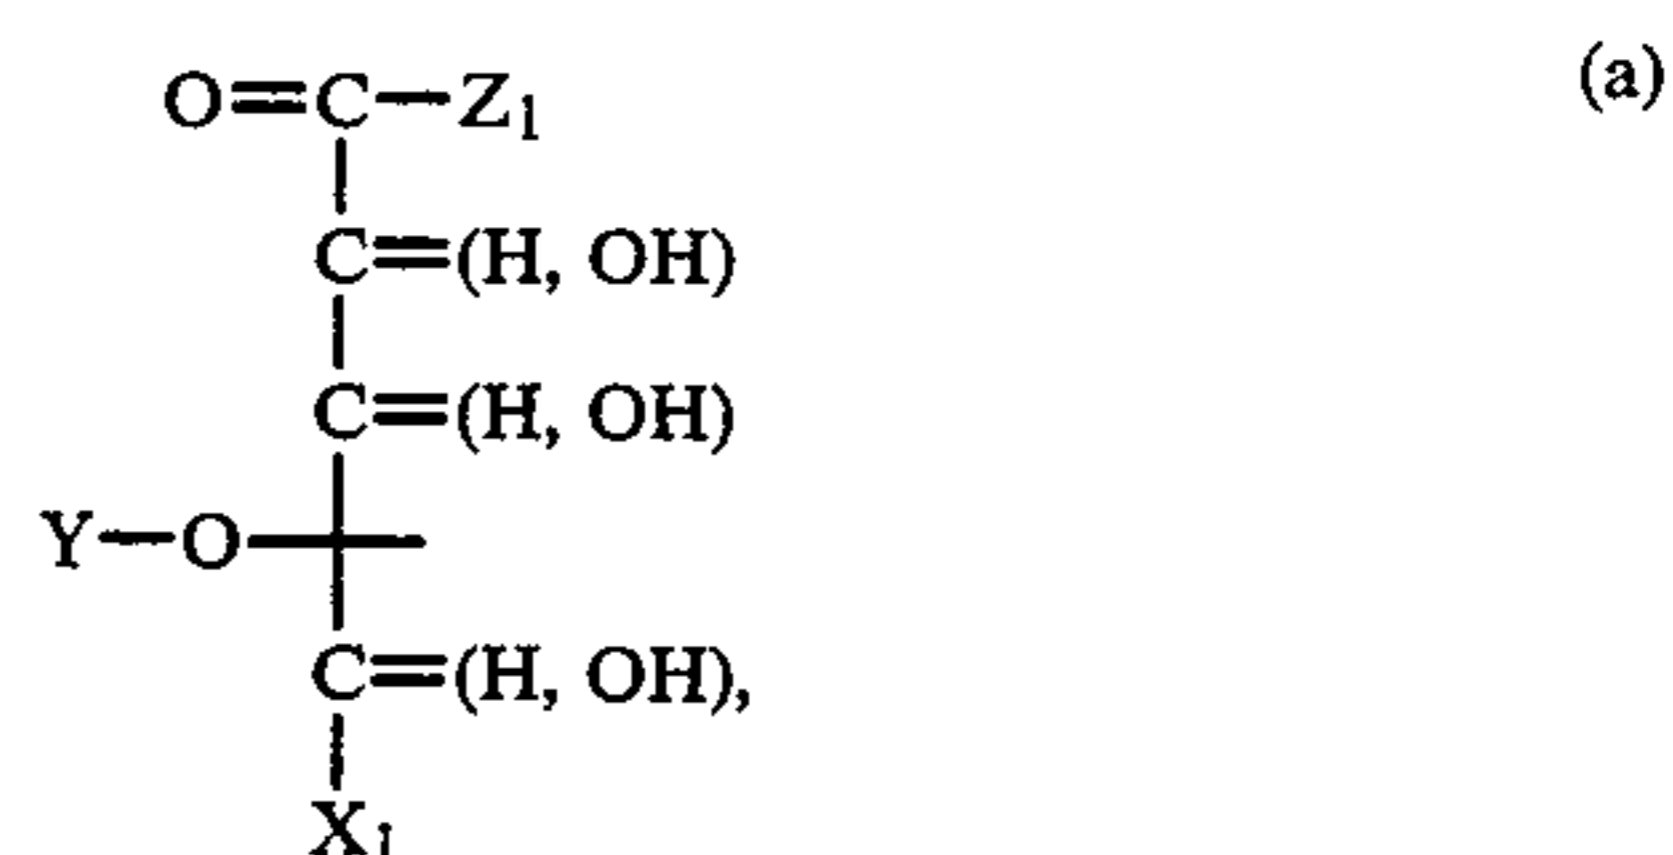 (a)
O=C—Z1
C=(H, OH)
C=(H, OH)
Y—O
C=(H, OH),
X1